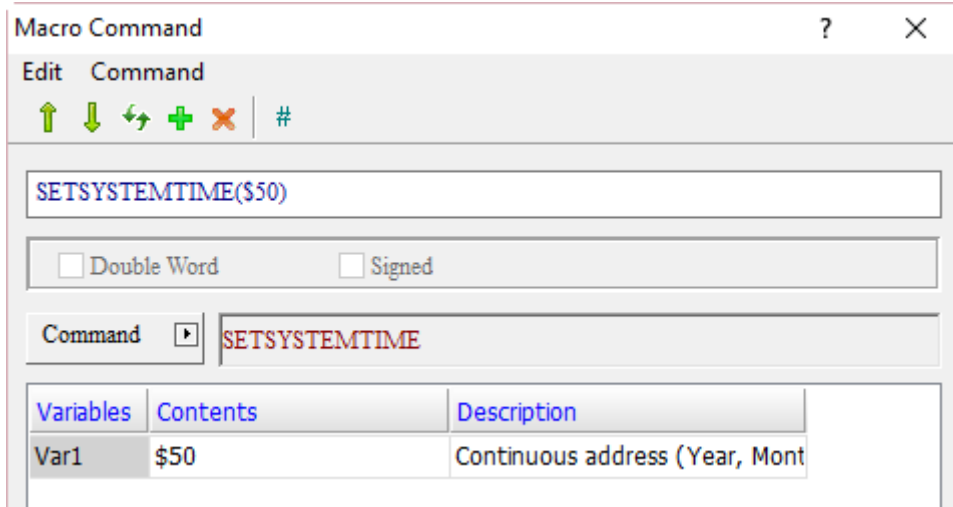 Macro Command ?
Edit Command
#
SETSYSTEMTIME($50)
Double Word Signed
Command SETSYSTEMTIME
Variables Contents Description
Var1 $50 Continuous address (Year, Mont